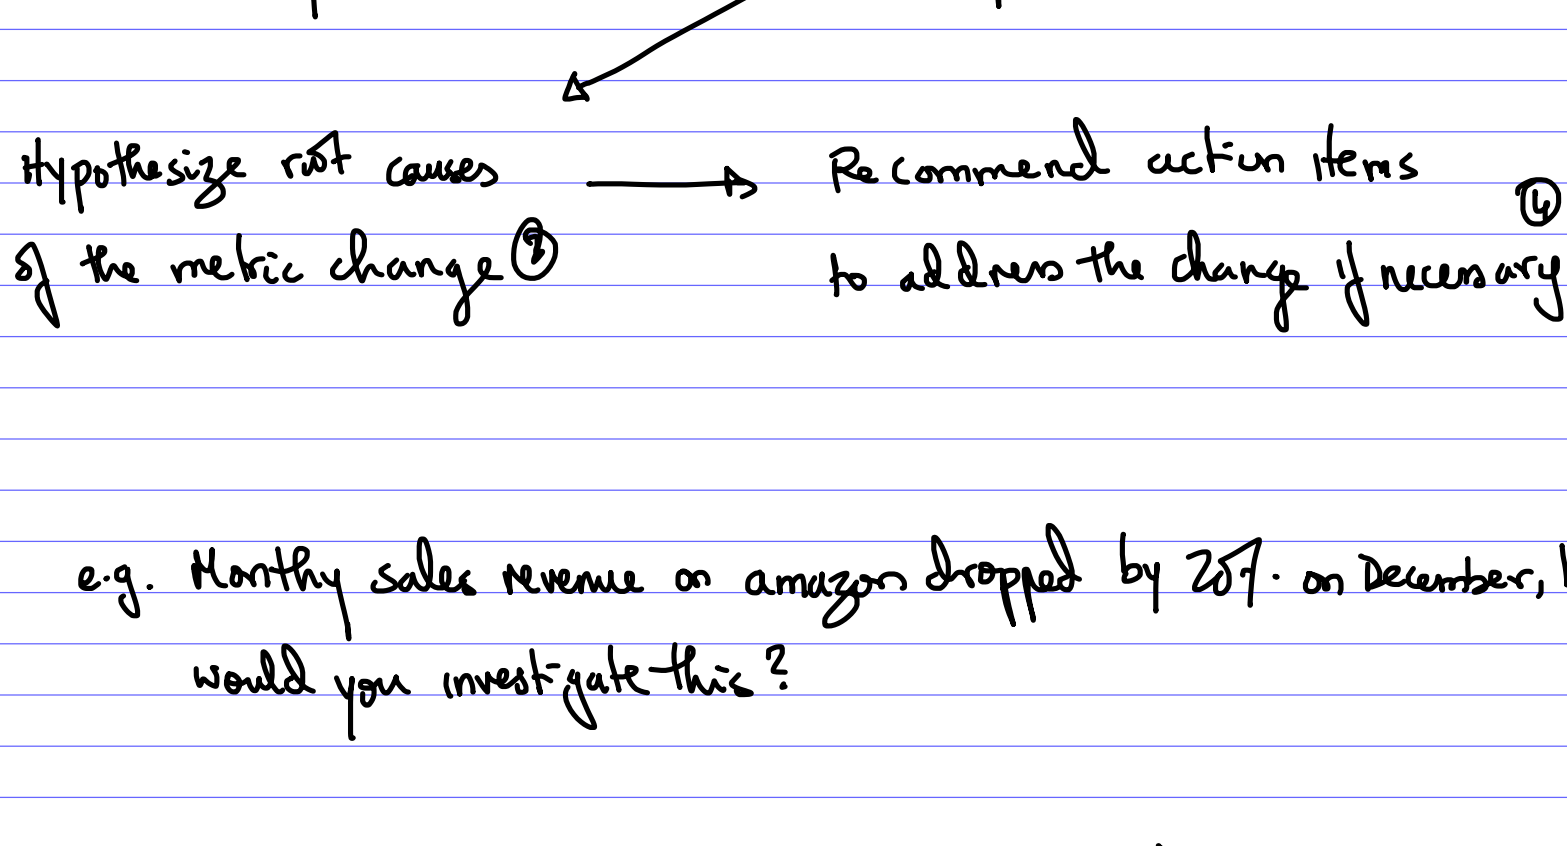 Hypothesize root causes
of the metric change ③
Recommend action items ④
to address the change if necessary
e.g. Monthy sales revenue on amazon dropped by 20%. on December,
would you investigate this?